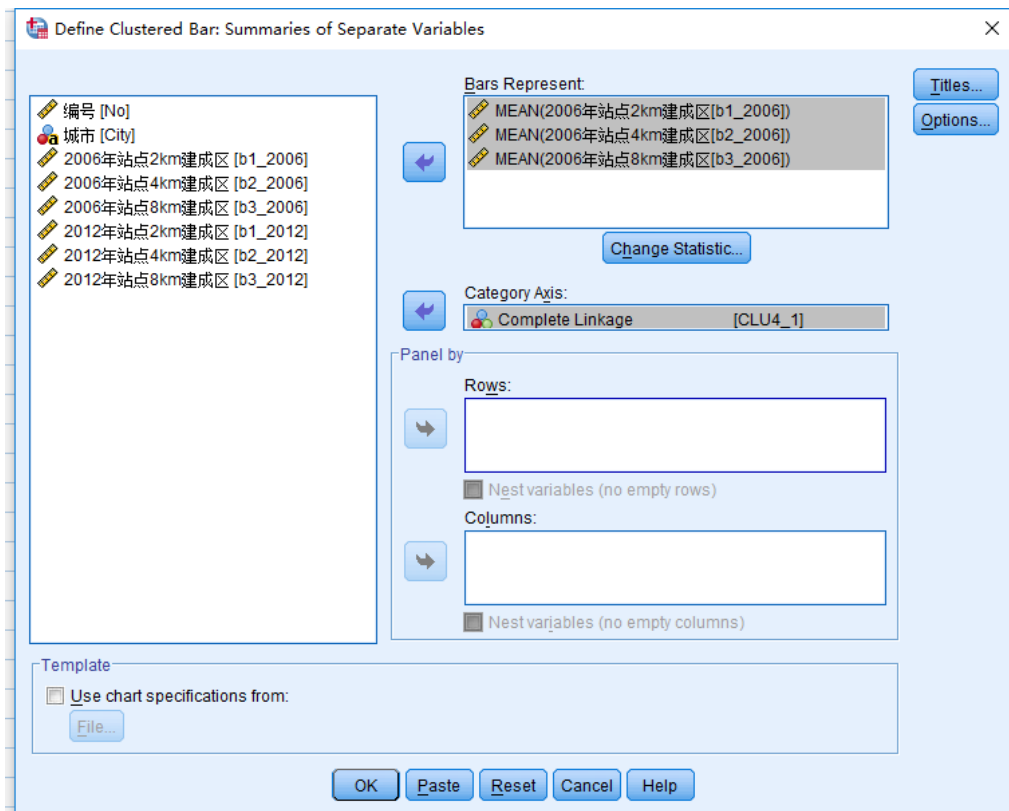 Define Clustered Bar: Summaries of Separate Variables
编号 [No]
城市 [City]
2006年站点2km建成区 [b1_2006]
2006年站点4km建成区 [b2_2006]
2006年站点8km建成区 [b3_2006]
2012年站点2km建成区 [b1_2012]
2012年站点4km建成区 [b2_2012]
2012年站点8km建成区 [b3_2012]
Bars Represent:
MEAN(2006年站点2km建成区[b1_2006])
MEAN(2006年站点4km建成区[b2_2006])
MEAN(2006年站点8km建成区[b3_2006])
Change Statistic...
Category Axis:
Complete Linkage [CLU4_1]
Panel by
Rows:
Nest variables (no empty rows)
Columns:
Nest variables (no empty columns)
Titles...
Options...
Template
Use chart specifications from:
File...
OK Paste Reset Cancel Help